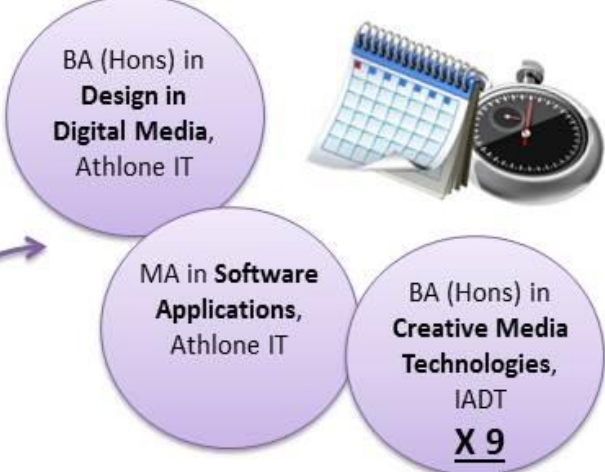 BA (Hons) in
Design in
Digital Media,
Athlone IT
MA in Software
Applications,
Athlone IT
BA (Hons) in
Creative Media
Technologies,
IADT
X 9